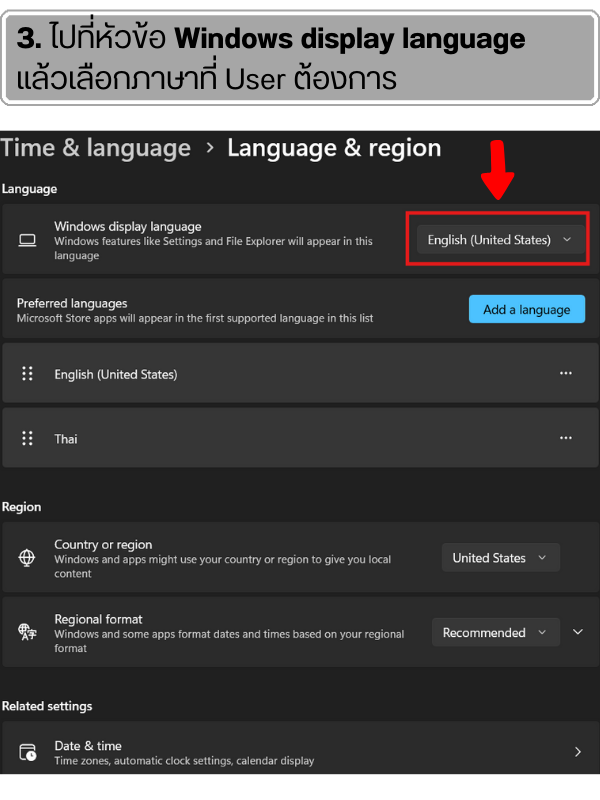 3. ไปที่หัวข้อ Windows display language
แล้วเลือกภาษาที่ User ต้องการ
Time & language > Language & region
Language
Windows display language
Windows features like Settings and File Explorer will appear in this
language
English (United States)
Preferred languages
Microsoft Store apps will appear in the first supported language in this list
Add a language
English (United States)
Thai
Region
Country or region
Windows and apps might use your country or region to give you local
content
United States
Regional format
Windows and some apps format dates and times based on your regional
format
Recommended
Related settings
Date & time
Time zones, automatic clock settings, calendar display